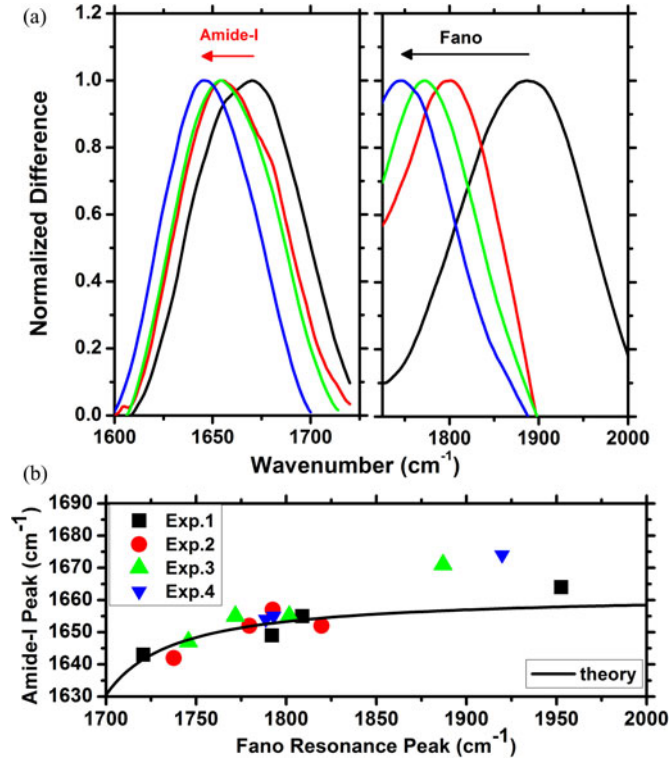 (a)
1.2
1.0
0.8
0.6
0.4
0.2
0.0
Normalized Difference
Amide-I
Fano
1600 1650 1700 1800 1900 2000
Wavenumber (cm⁻¹)
(b)
1690
1680
1670
1660
1650
1640
1630
Amide-I Peak (cm⁻¹)
Exp.1
Exp.2
Exp.3
Exp.4
theory
1700 1750 1800 1850 1900 1950 2000
Fano Resonance Peak (cm⁻¹)